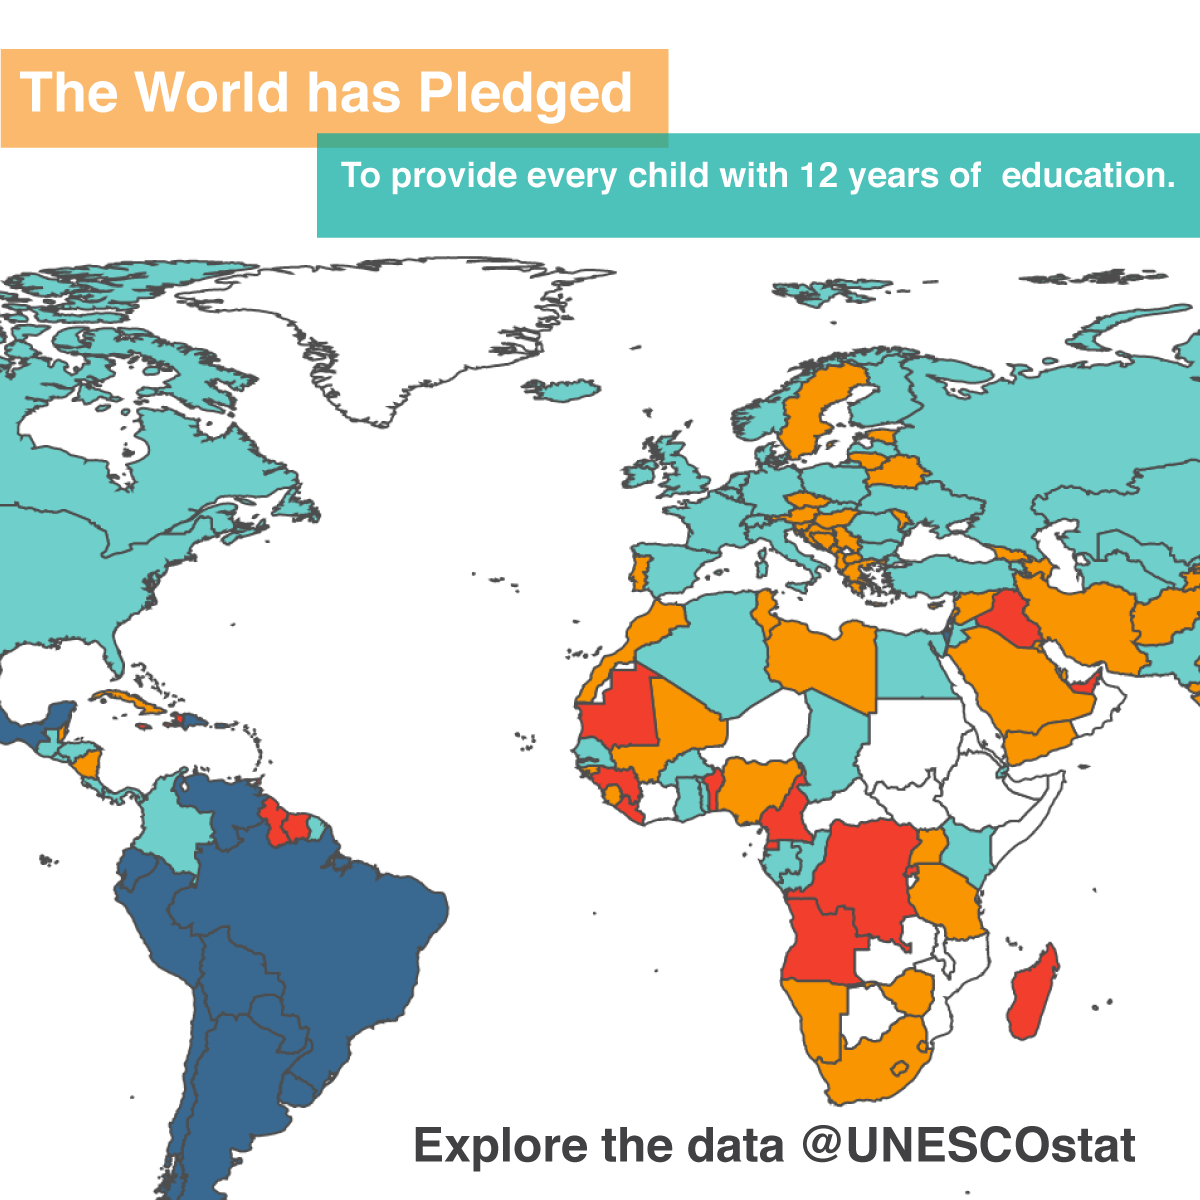 The World has Pledged
To provide every child with 12 years of  education.
Explore the data @UNESCOstat